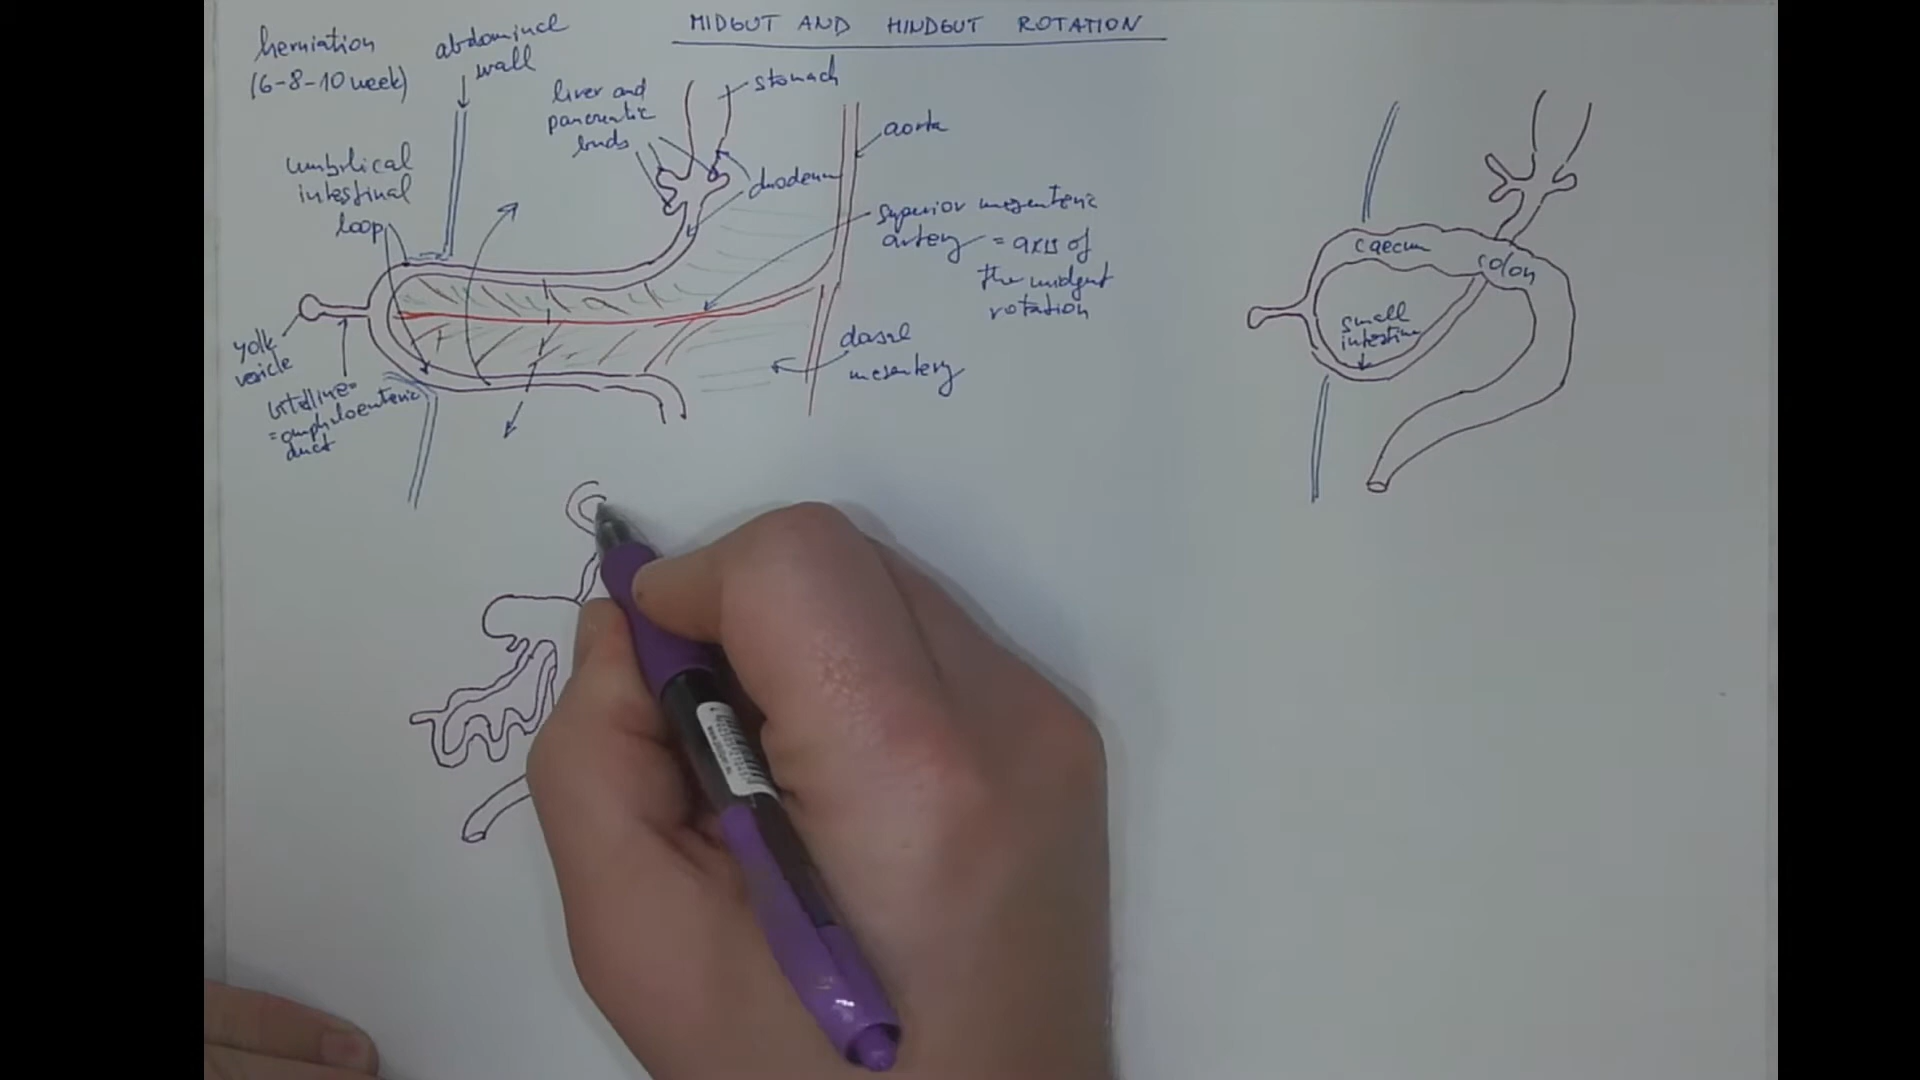 MIDGUT AND HINDGUT ROTATION
herniation
(6-8-10 week)
abdominal
wall
liver and
pancreatic
buds
stomach
aorta
umbilical
intestinal
loop
duodenum
superior mesenteric
artery = axis of
the midgut
rotation
yolk
vesicle
vitelline=
=omphaloenteric
duct
dasal
mesentery
caecum
colon
small
intestine